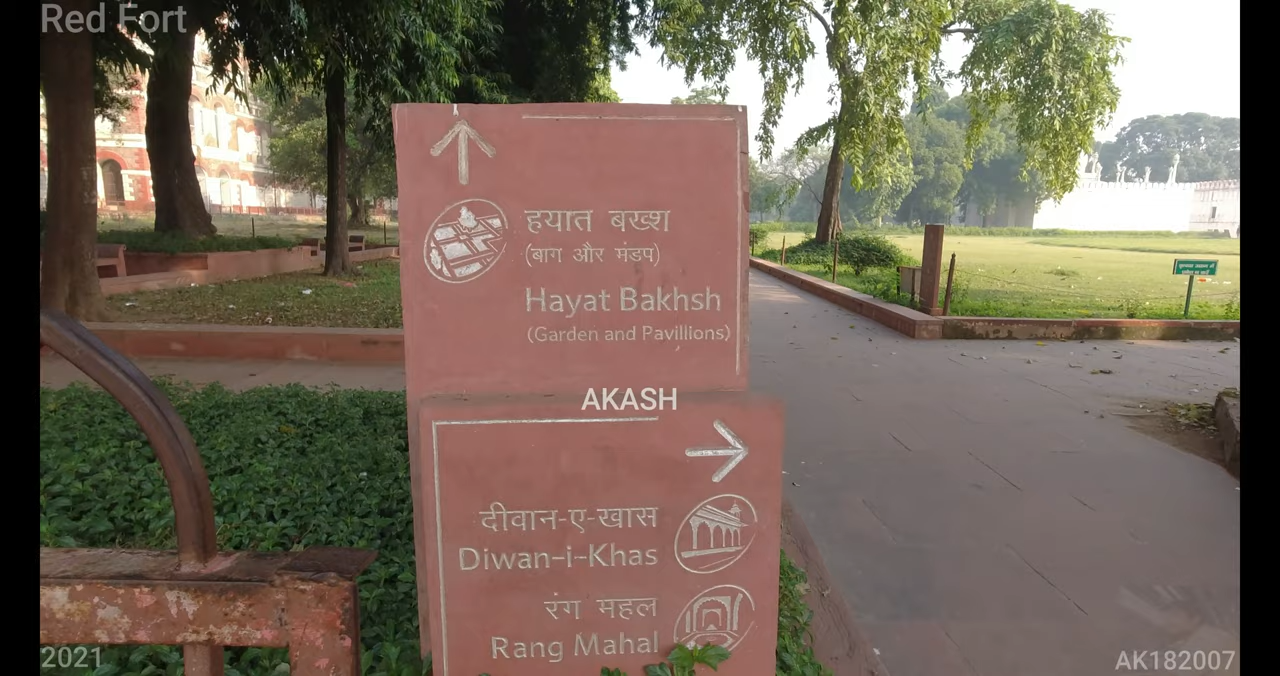 Red Fort
हयात बख्श
(बाग और मंडप)
Hayat Bakhsh
(Garden and Pavillions)
AKASH
दीवान-ए-खास
Diwan-i-Khas
रंग महल
Rang Mahal
2021
AK182007